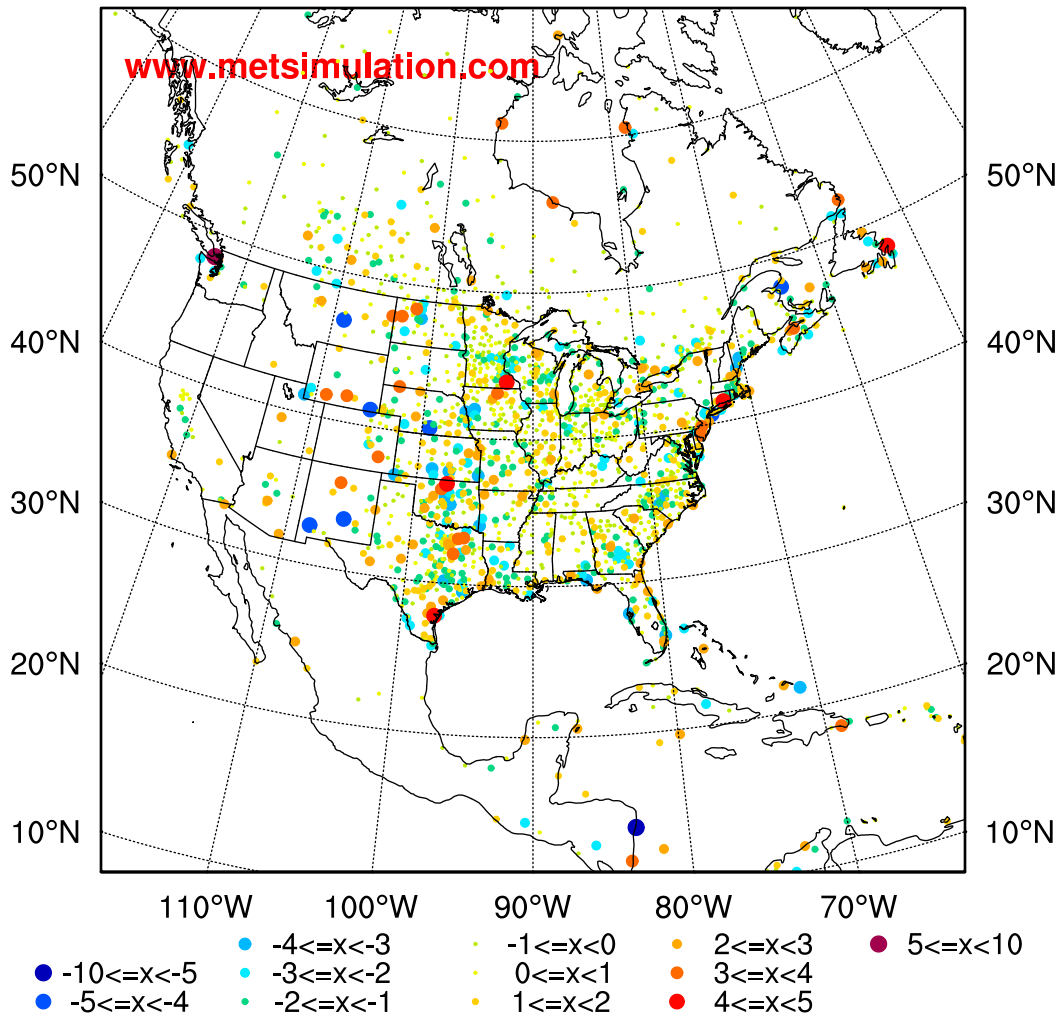 www.metsimulation.com
50°N 50°N
40°N 40°N
30°N 30°N
20°N 20°N
10°N 10°N
110°W 100°W 90°W 80°W 70°W
-4<=x<-3 -1<=x<0 2<=x<3 5<=x<10
-10<=x<-5 -3<=x<-2 0<=x<1 3<=x<4
-5<=x<-4 -2<=x<-1 1<=x<2 4<=x<5